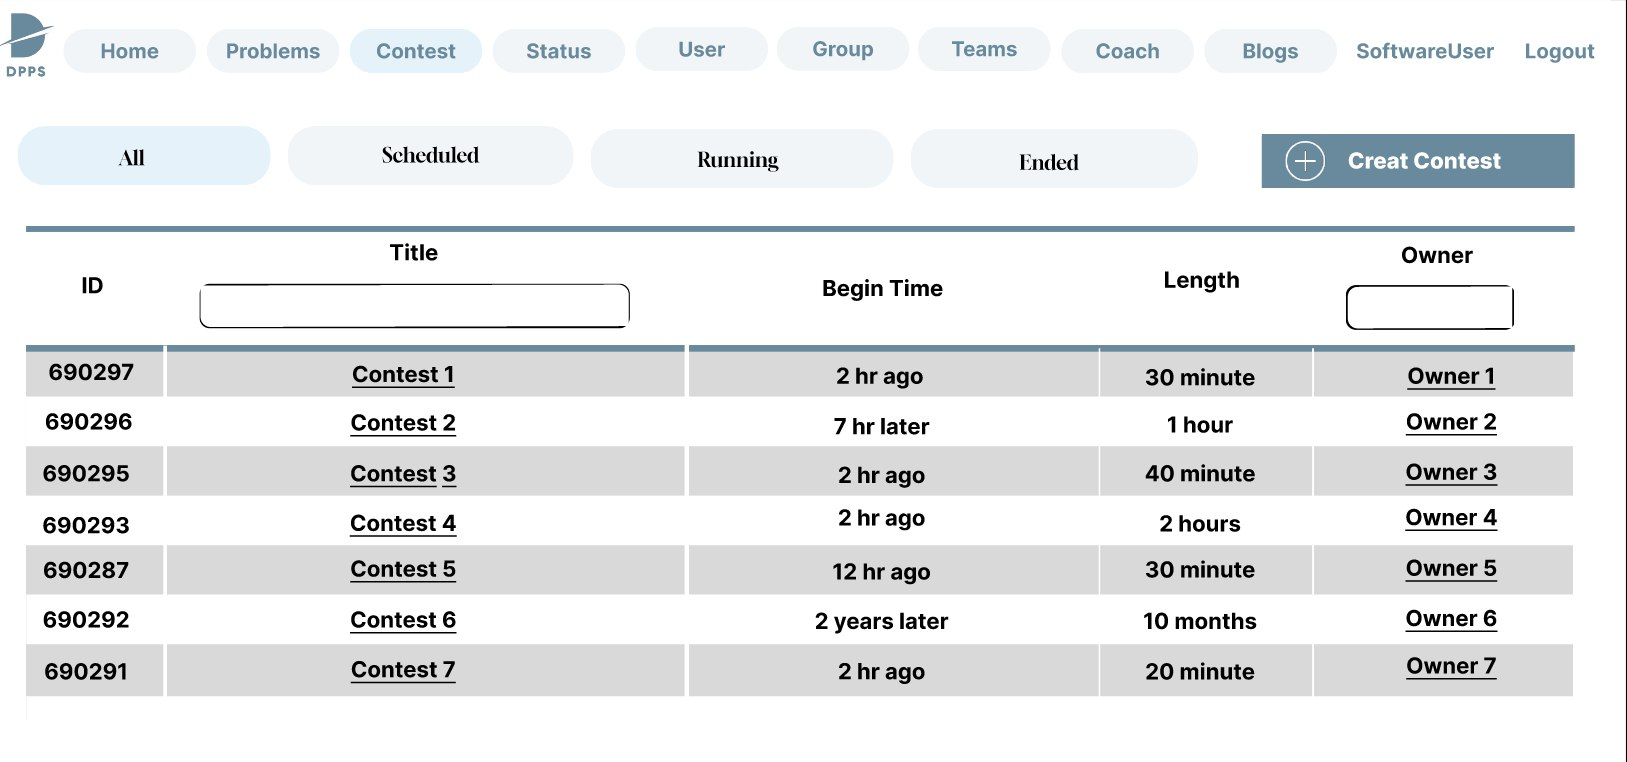 DPPS
Home Problems Contest Status User Group Teams Coach Blogs SoftwareUser Logout
All Scheduled Running Ended Creat Contest
ID Title Begin Time Length Owner
690297 Contest 1 2 hr ago 30 minute Owner 1
690296 Contest 2 7 hr later 1 hour Owner 2
690295 Contest 3 2 hr ago 40 minute Owner 3
690293 Contest 4 2 hr ago 2 hours Owner 4
690287 Contest 5 12 hr ago 30 minute Owner 5
690292 Contest 6 2 years later 10 months Owner 6
690291 Contest 7 2 hr ago 20 minute Owner 7